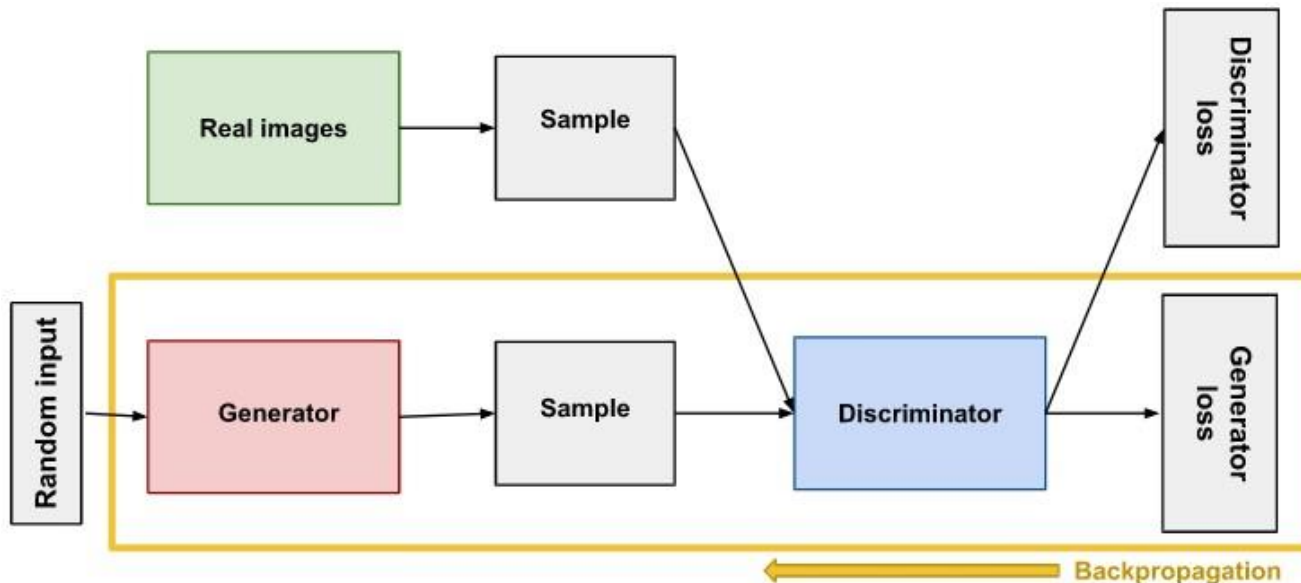 Real images
Sample
Discriminator
loss
Random input
Generator
Sample
Discriminator
Generator
loss
Backpropagation